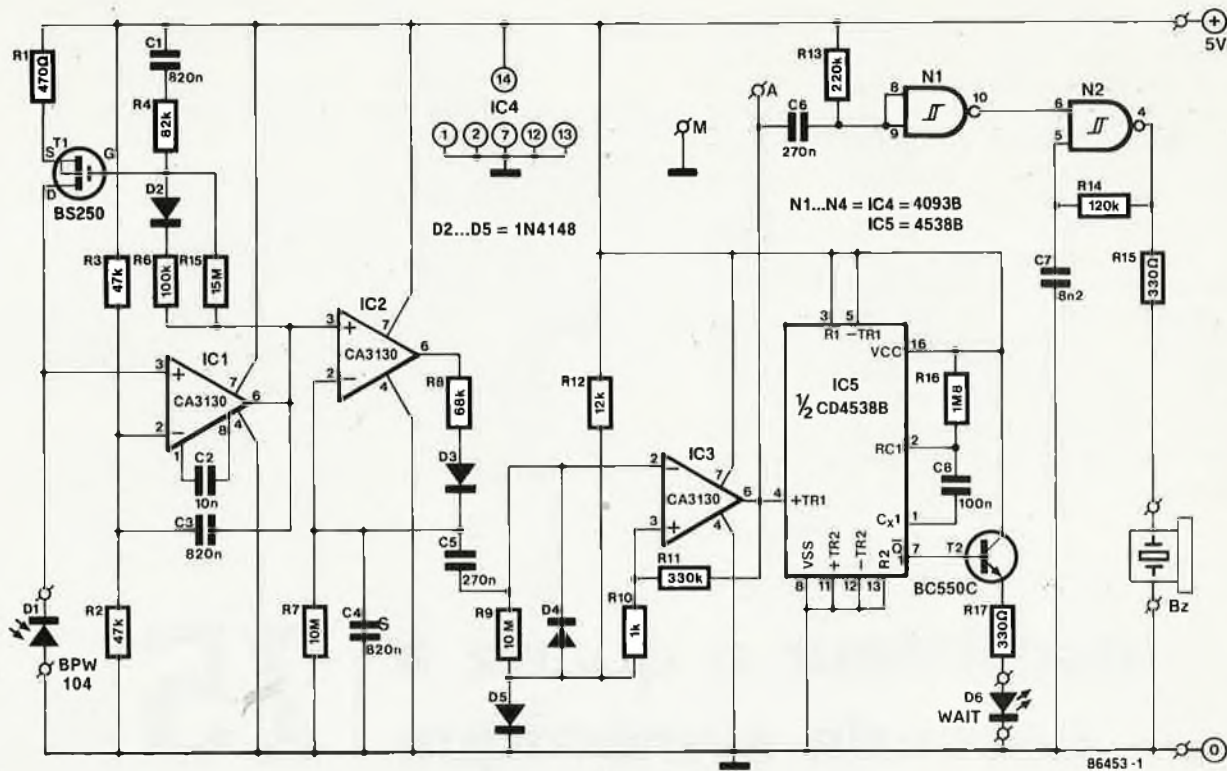 R1
470Ω
C1
820n
R4
82k
T1
S
G
D
BS250
D2
R3
47k
R6
100k
R15
15M
IC1
CA3130
3
+
2
−
7
6
8
4
1
C2
10n
C3
820n
D1
BPW
104
R2
47k
14
IC4
1 2 7 12 13
D2...D5 = 1N4148
IC2
CA3130
3
+
2
−
7
6
4
R8
68k
D3
C5
270n
R7
10M
C4
S
820n
R9
10M
D4
D5
R12
12k
IC3
CA3130
2
−
3
+
7
6
4
R11
330k
R10
1k
M
A
R13
220k
C6
270n
N1
8
9
10
N2
6
5
4
N1...N4 = IC4 = 4093B
IC5 = 4538B
R14
120k
C7
8n2
R15
330Ω
3 5
R1 −TR1
VCC
16
IC5
½ CD4538B
RC1
2
4
+TR1
CX1
1
Q1
7
VSS
+TR2
−TR2
R2
8 11 12 13
R16
1M8
C8
100n
T2
BC550C
R17
330Ω
D6
WAIT
Bz
+
5V
0
86453-1